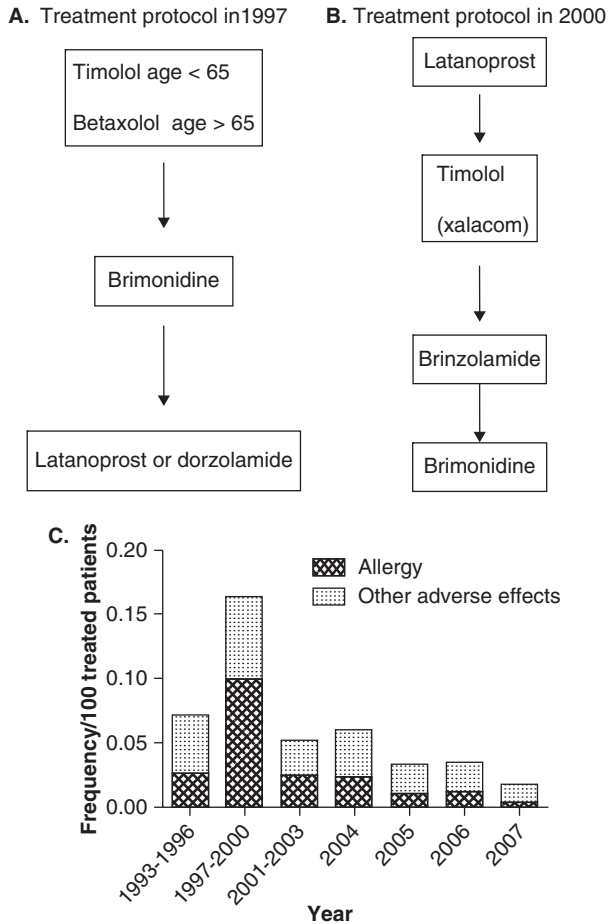 A. Treatment protocol in1997
Timolol age < 65
Betaxolol age > 65
Brimonidine
Latanoprost or dorzolamide
B. Treatment protocol in 2000
Latanoprost
Timolol
(xalacom)
Brinzolamide
Brimonidine
C.
Frequency/100 treated patients
0.20
0.15
0.10
0.05
0.00
Allergy
Other adverse effects
1993-1996
1997-2000
2001-2003
2004
2005
2006
2007
Year